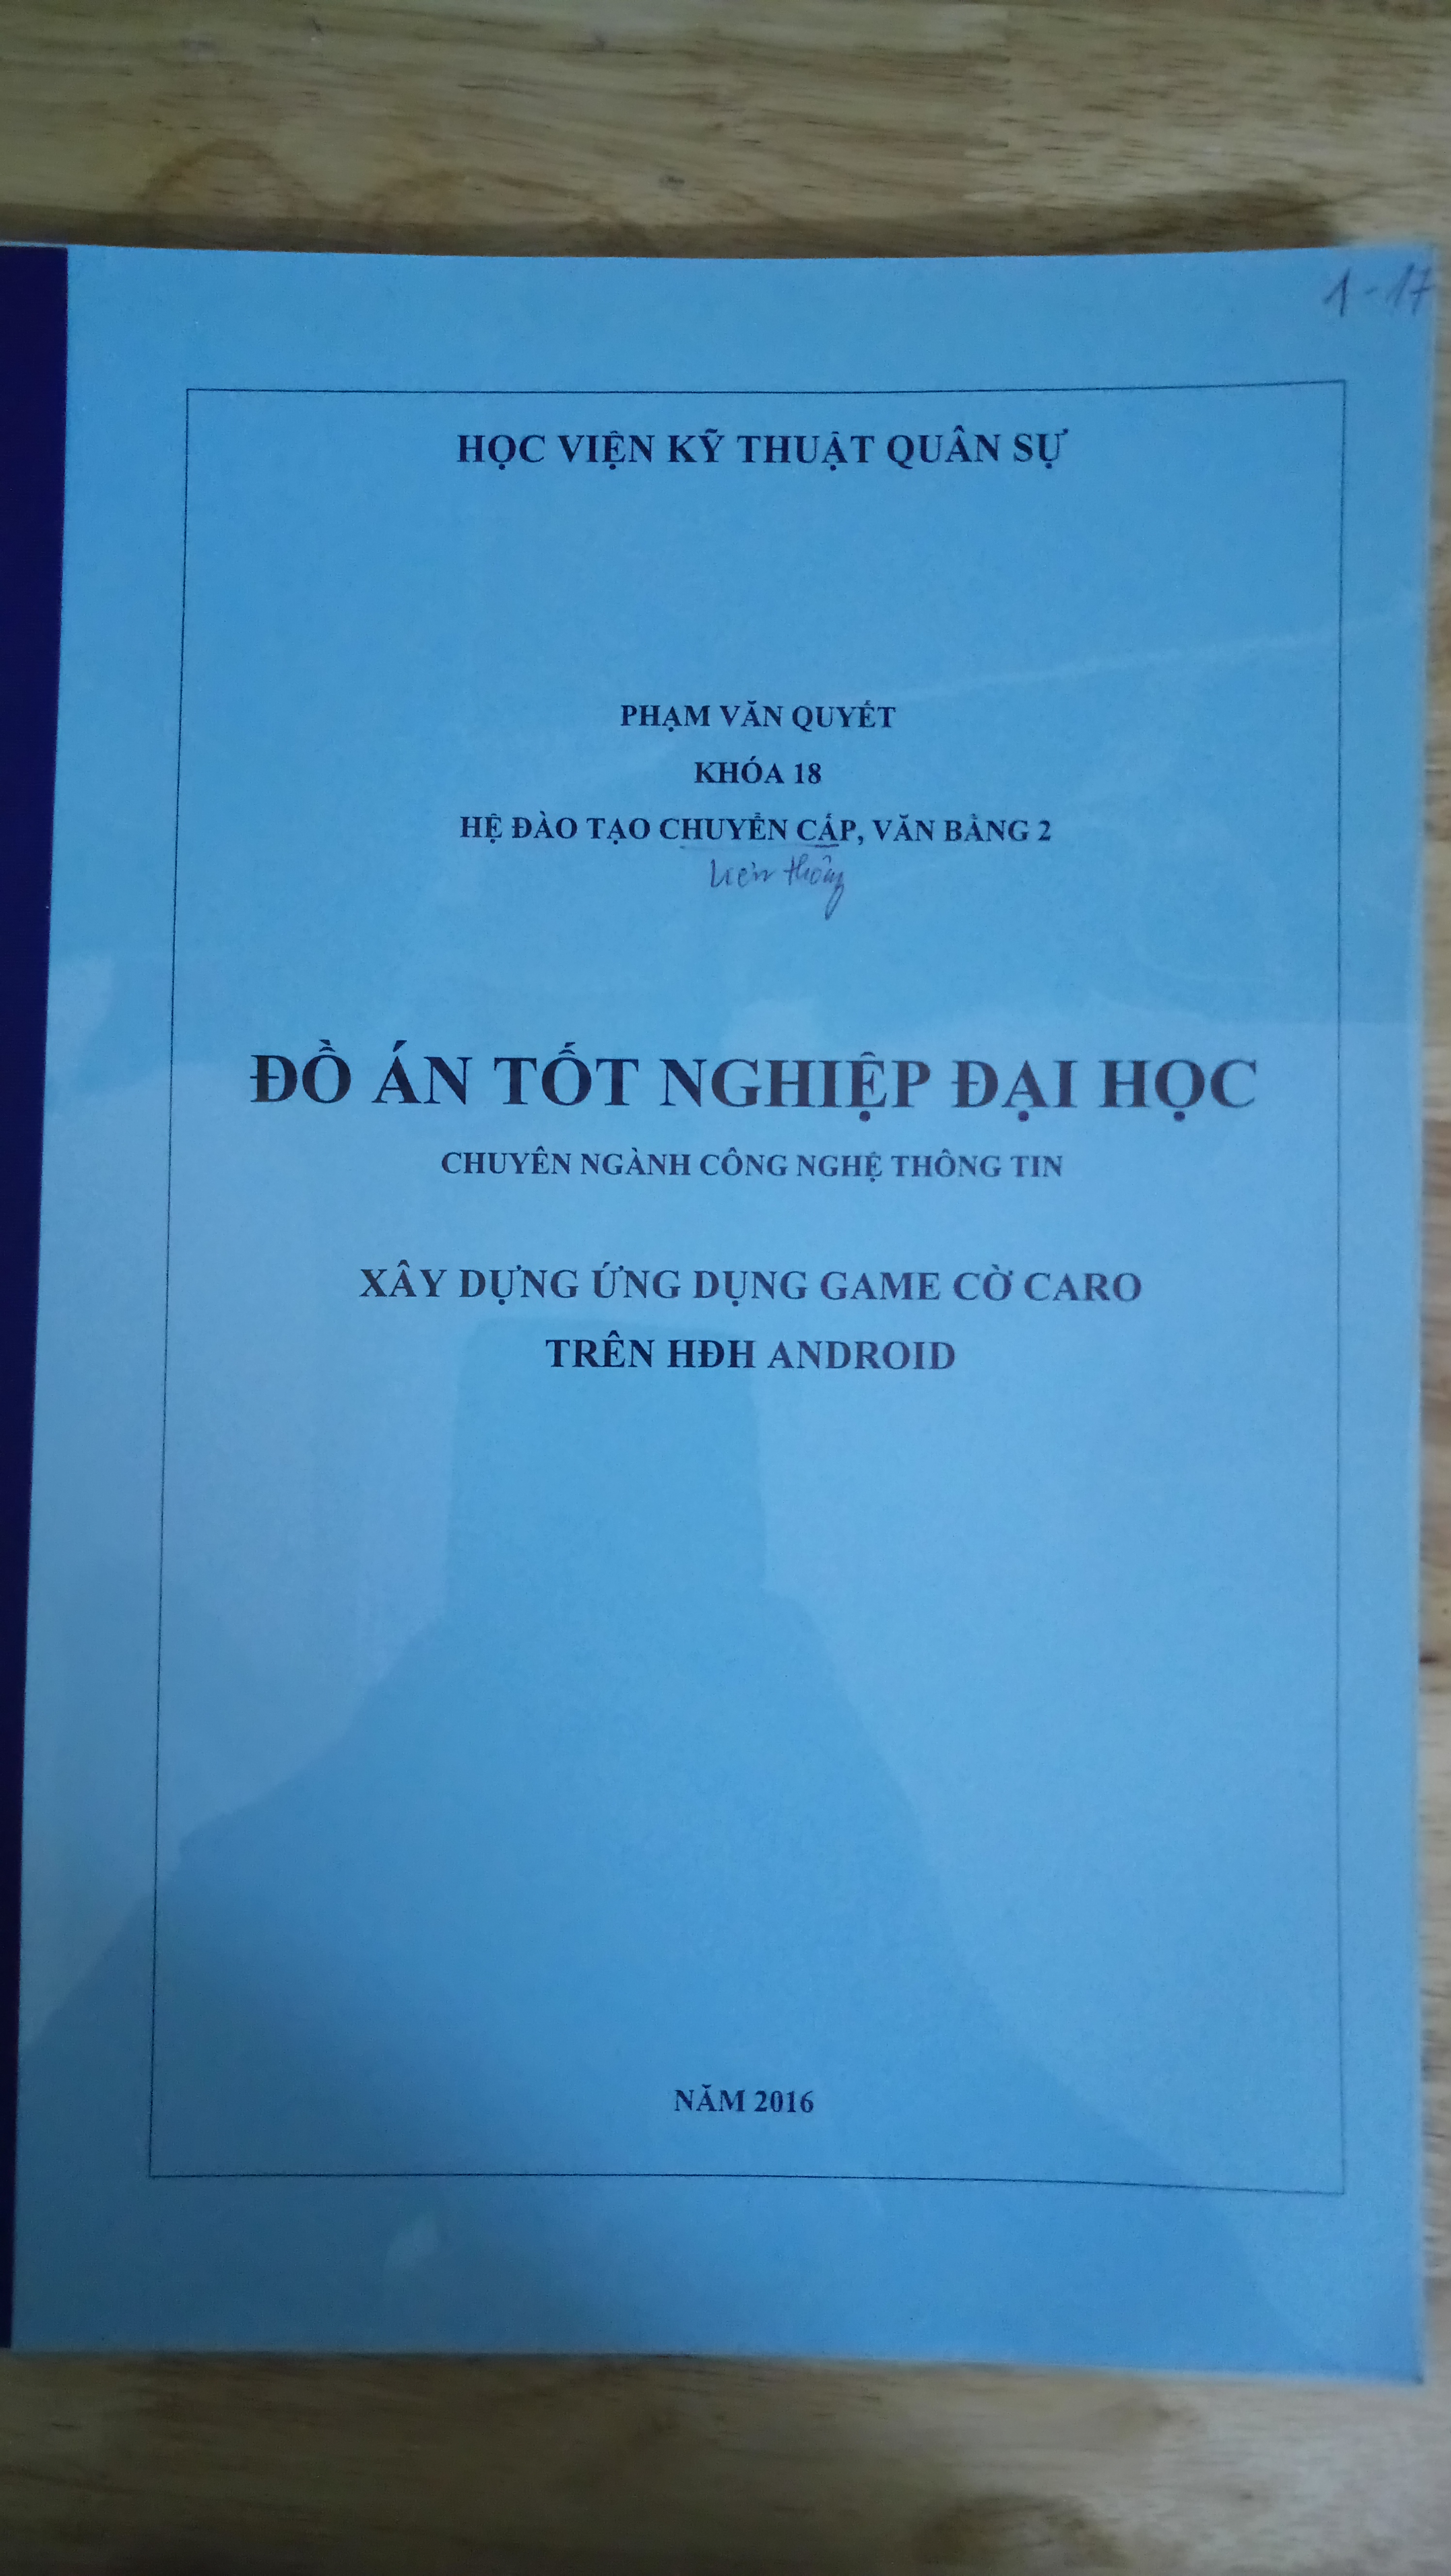 1-17
HỌC VIỆN KỸ THUẬT QUÂN SỰ
PHẠM VĂN QUYẾT
KHÓA 18
HỆ ĐÀO TẠO CHUYỂN CẤP, VĂN BẰNG 2
Liên thông
ĐỒ ÁN TỐT NGHIỆP ĐẠI HỌC
CHUYÊN NGÀNH CÔNG NGHỆ THÔNG TIN
XÂY DỰNG ỨNG DỤNG GAME CỜ CARO
TRÊN HĐH ANDROID
NĂM 2016